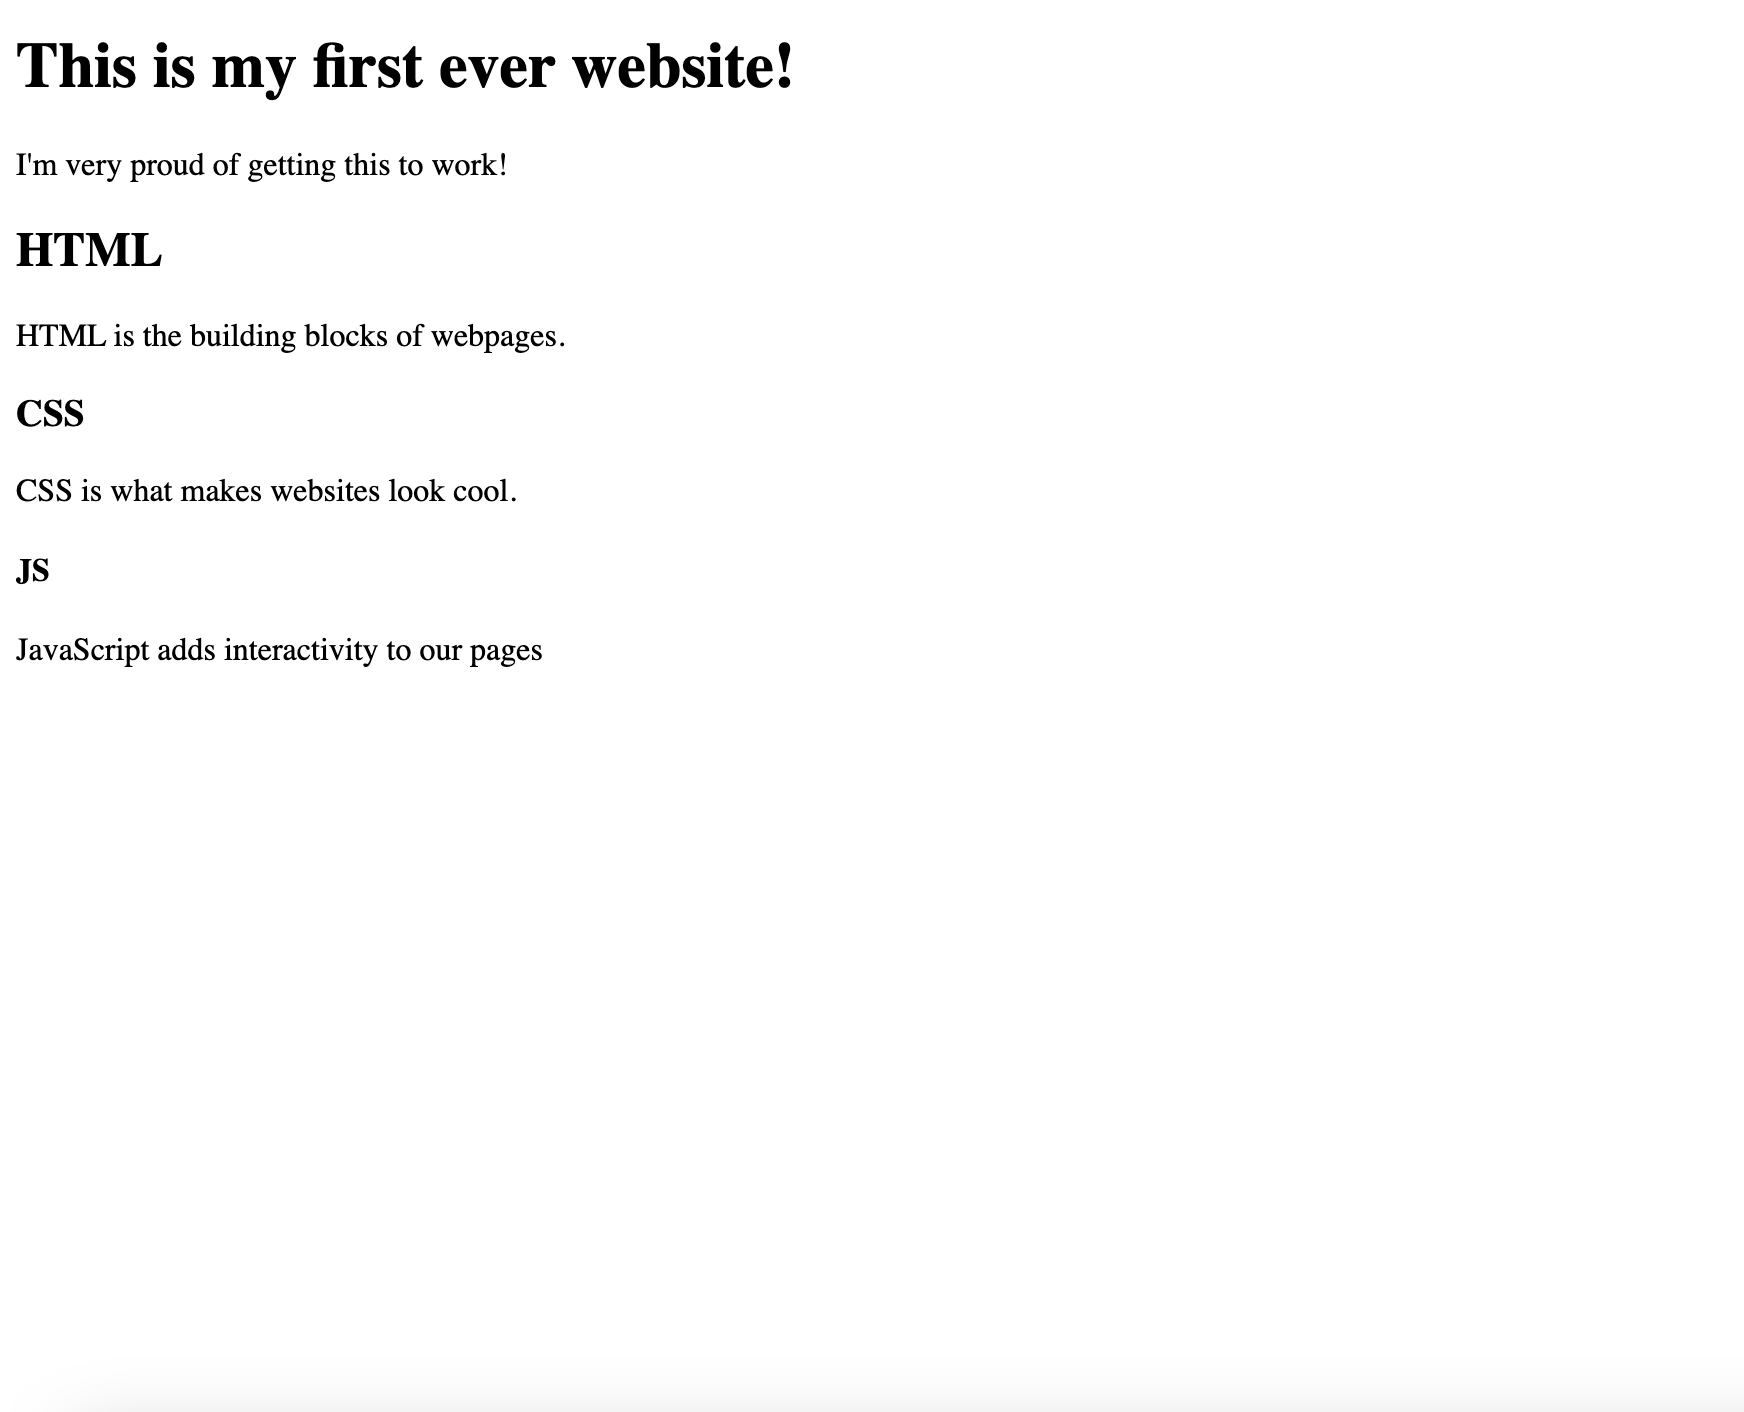 This is my first ever website!
I'm very proud of getting this to work!
HTML
HTML is the building blocks of webpages.
CSS
CSS is what makes websites look cool.
JS
JavaScript adds interactivity to our pages